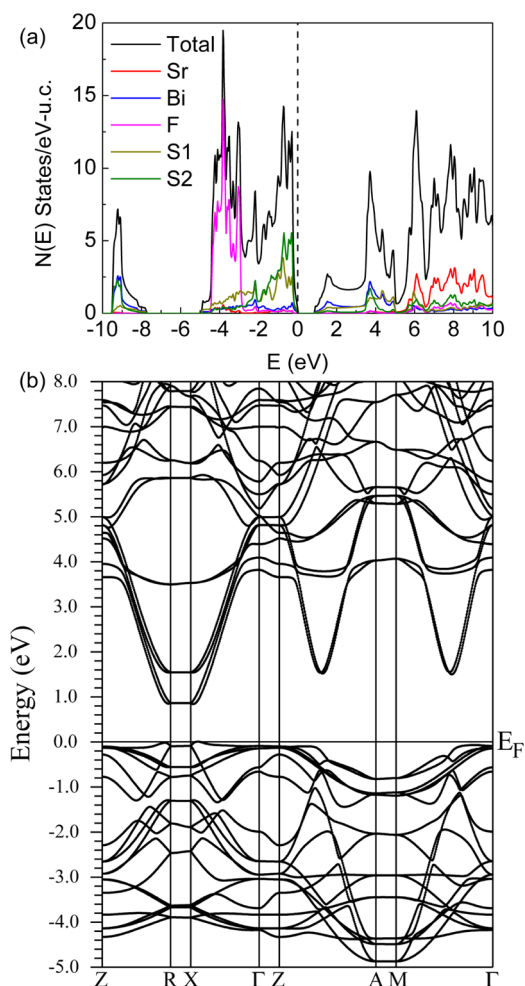 (a)
20
15
10
5
0
N(E) States/eV-u.c.
Total
Sr
Bi
F
S1
S2
-10 -8 -6 -4 -2 0 2 4 6 8 10
E (eV)
(b)
8.0
7.0
6.0
5.0
4.0
3.0
2.0
1.0
0.0
-1.0
-2.0
-3.0
-4.0
-5.0
Energy (eV)
E_F
Z R X Γ Z A M Γ